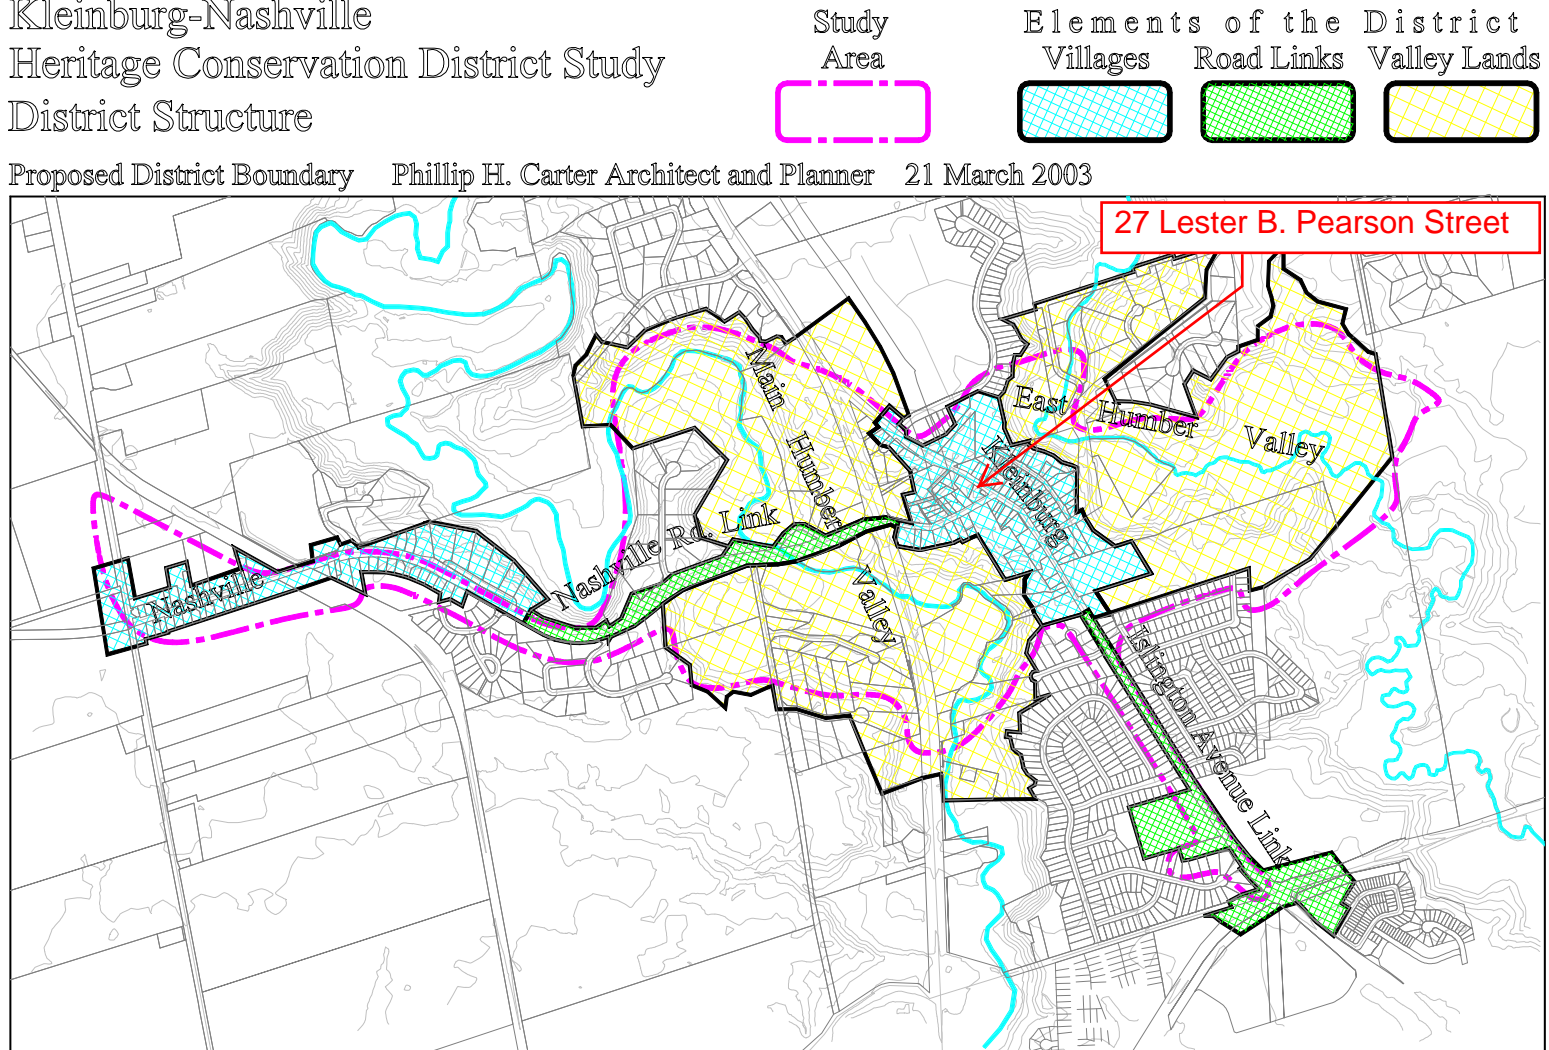 Kleinburg-Nashville
Heritage Conservation District Study
District Structure
Study
Area
Elements of the District
Villages Road Links Valley Lands
Proposed District Boundary Phillip H. Carter Architect and Planner 21 March 2003
27 Lester B. Pearson Street
Main Humber Valley
East Humber Valley
Kleinburg
Nashville Rd. Link
Nashville
Islington Avenue Link